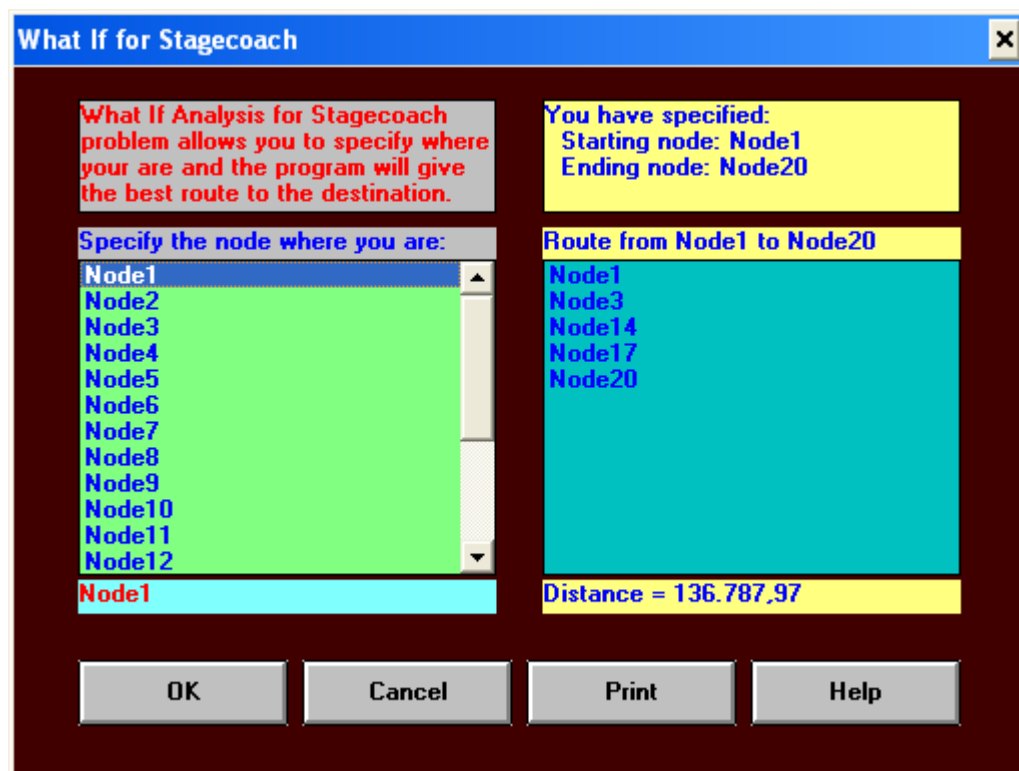 What If for Stagecoach
What If Analysis for Stagecoach
problem allows you to specify where
your are and the program will give
the best route to the destination.
You have specified:
Starting node: Node1
Ending node: Node20
Specify the node where you are:
Node1
Node2
Node3
Node4
Node5
Node6
Node7
Node8
Node9
Node10
Node11
Node12
Node1
Route from Node1 to Node20
Node1
Node3
Node14
Node17
Node20
Distance = 136.787,97
OK
Cancel
Print
Help